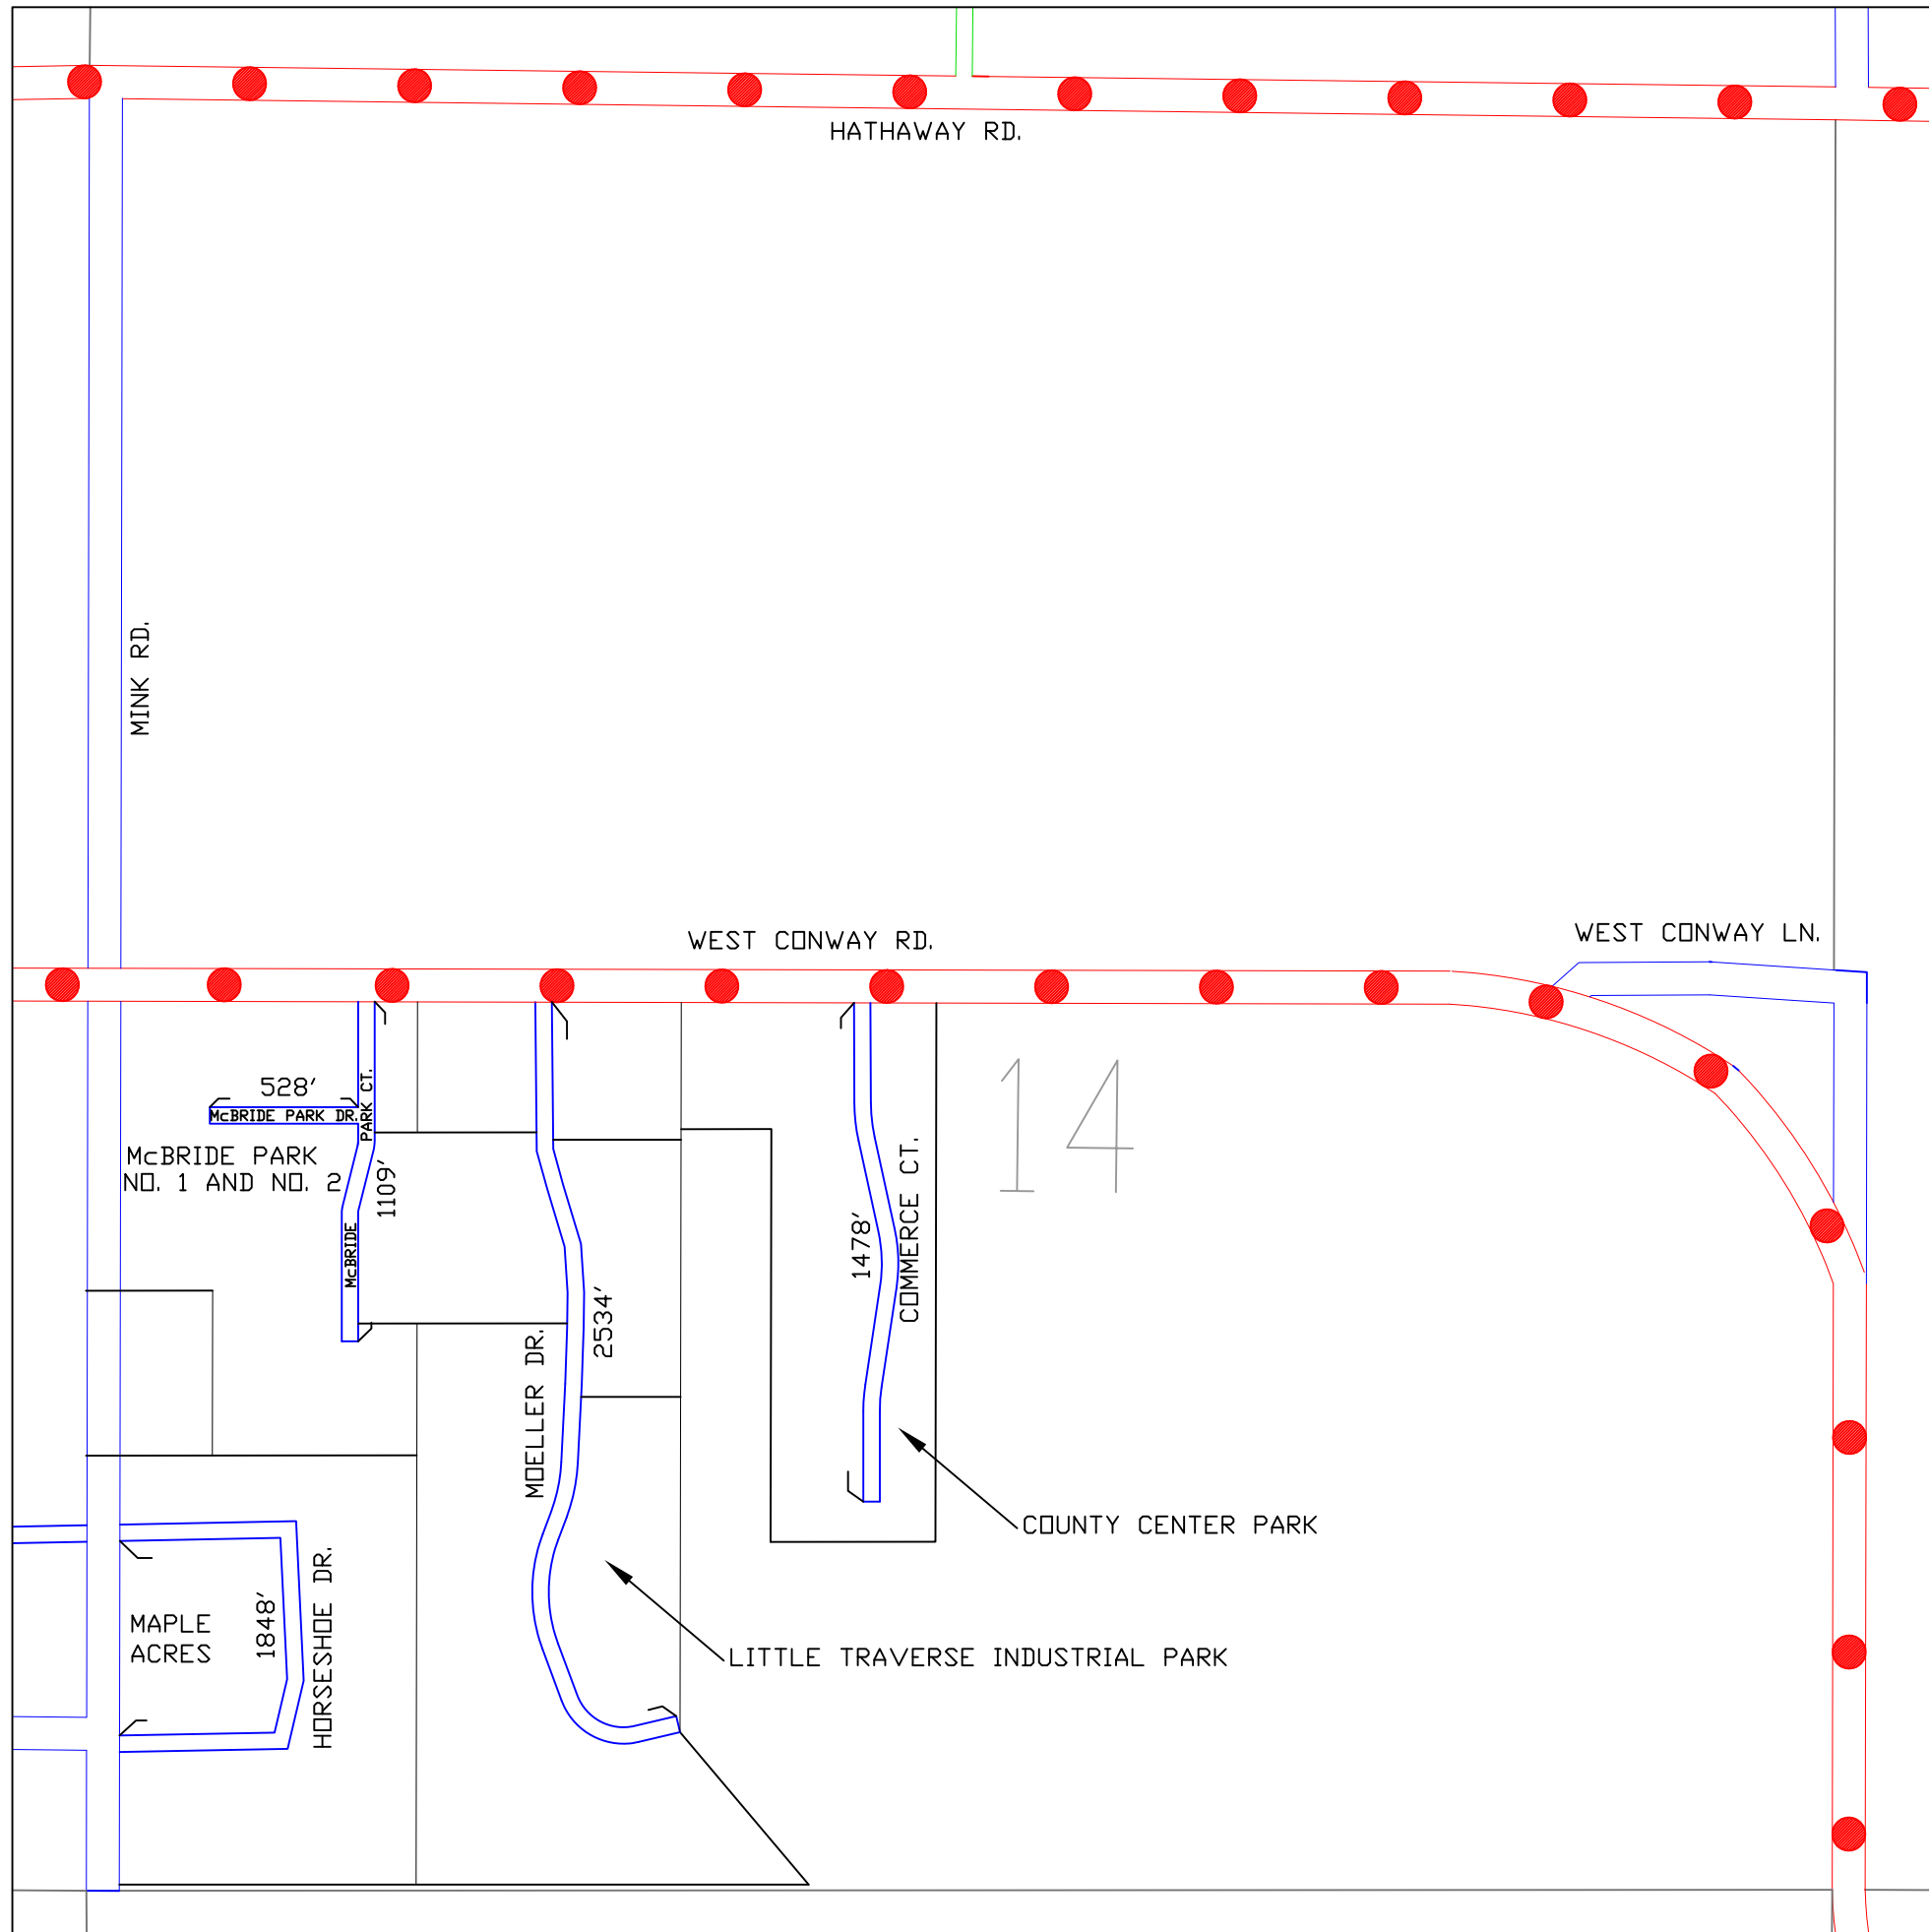 HATHAWAY RD.
MINK RD.
WEST CONWAY RD.
WEST CONWAY LN.
528'
McBRIDE PARK DR.
PARK CT.
McBRIDE PARK
NO. 1 AND NO. 2
1109'
McBRIDE
14
COMMERCE CT.
1478'
2534'
MOELLER DR.
COUNTY CENTER PARK
MAPLE
ACRES
1848'
HORSESHOE DR.
LITTLE TRAVERSE INDUSTRIAL PARK